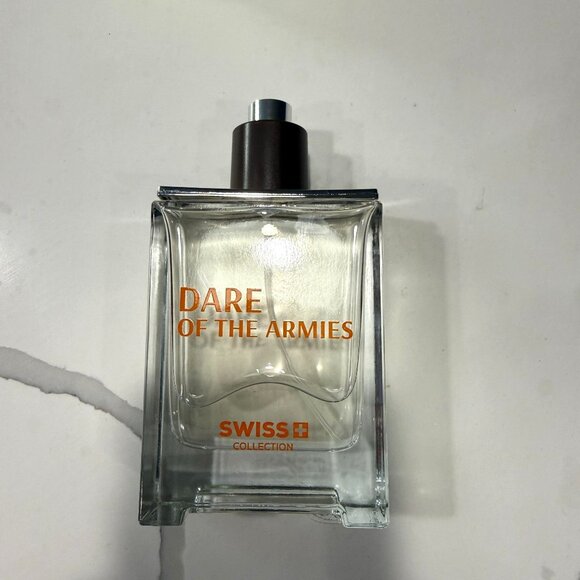 DARE
OF THE ARMIES
SWISS
COLLECTION